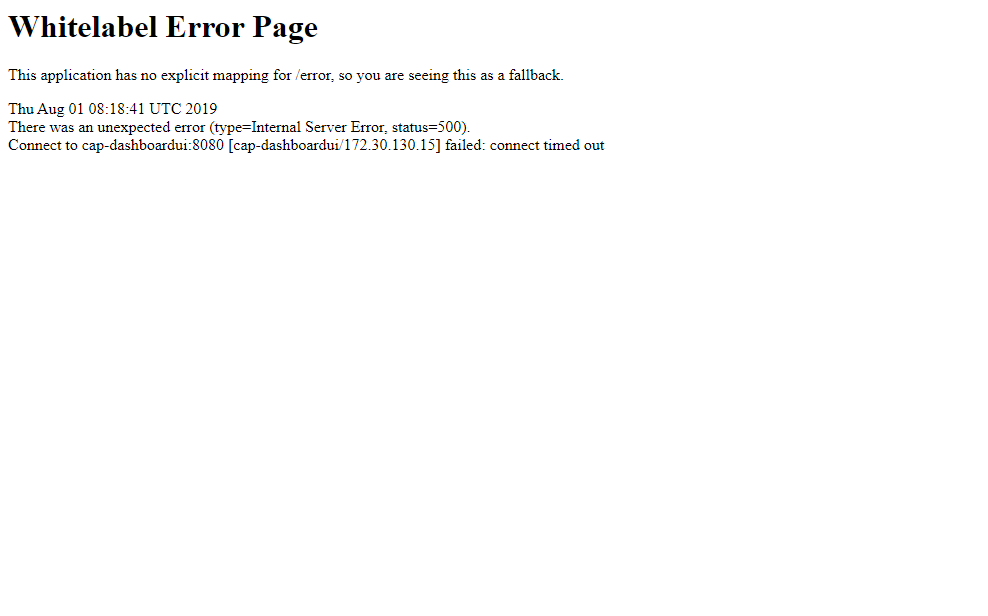 Whitelabel Error Page
This application has no explicit mapping for /error, so you are seeing this as a fallback.
Thu Aug 01 08:18:41 UTC 2019
There was an unexpected error (type=Internal Server Error, status=500).
Connect to cap-dashboardui:8080 [cap-dashboardui/172.30.130.15] failed: connect timed out